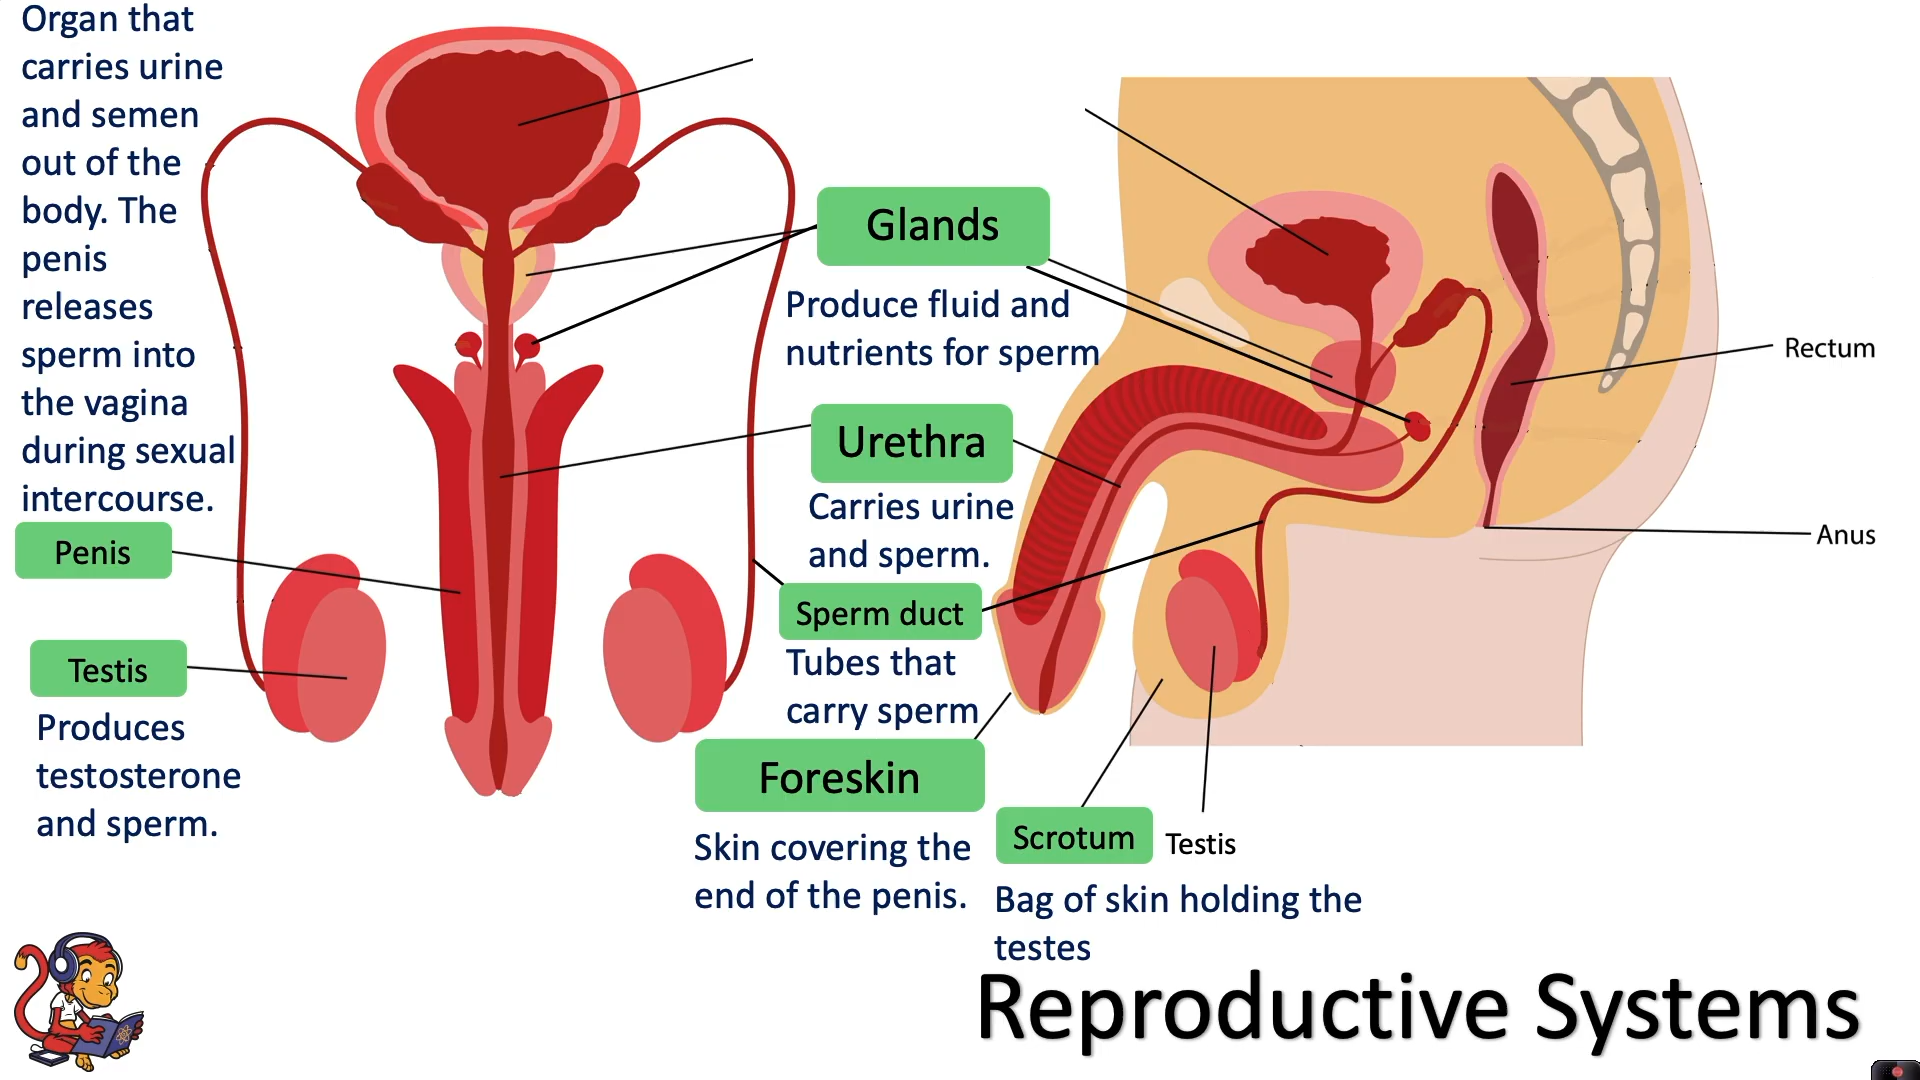 Organ that
carries urine
and semen
out of the
body. The
penis
releases
sperm into
the vagina
during sexual
intercourse.
Penis
Testis
Produces
testosterone
and sperm.
Glands
Produce fluid and
nutrients for sperm
Urethra
Carries urine
and sperm.
Sperm duct
Tubes that
carry sperm
Foreskin
Skin covering the
end of the penis.
Scrotum
Testis
Bag of skin holding the
testes
Rectum
Anus
Reproductive Systems